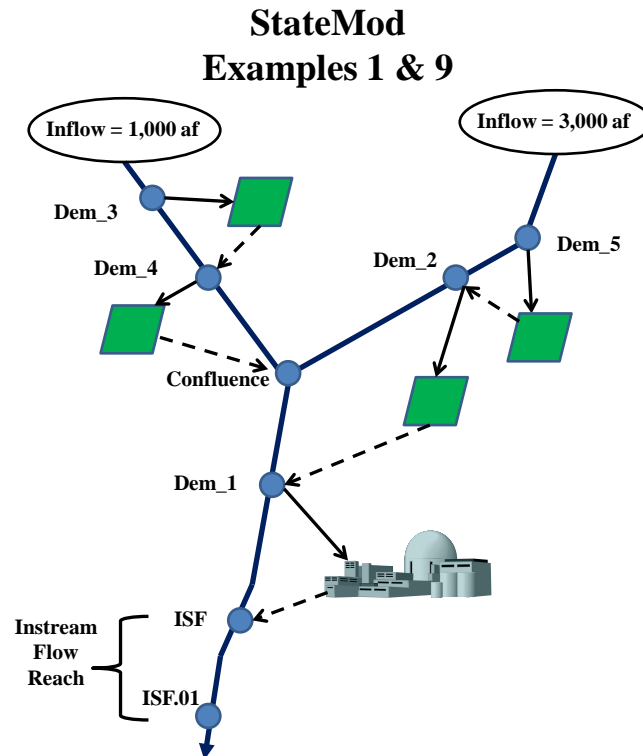 StateMod
Examples 1 & 9
Inflow = 1,000 af
Inflow = 3,000 af
Dem_3
Dem_4
Dem_2
Dem_5
Confluence
Dem_1
Instream
Flow
Reach
ISF
ISF.01